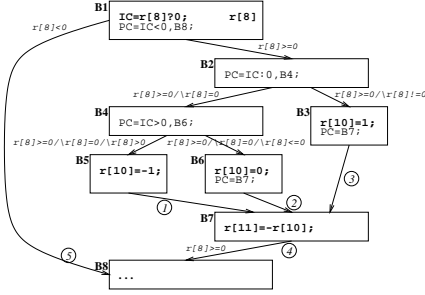 B1
IC=r[8]?0; r[8]
PC=IC<0,B8;
r[8]<0
r[8]>=0
B2
PC=IC:0,B4;
r[8]>=0/\r[8]=0
r[8]>=0/\r[8]!=0
B4
PC=IC>0,B6;
B3
r[10]=1;
PC=B7;
r[8]>=0/\r[8]=0/\r[8]>0
r[8]>=0/\r[8]=0/\r[8]<=0
B5
r[10]=-1;
B6
r[10]=0;
PC=B7;
3
1
2
B7
r[11]=-r[10];
r[8]>=0
4
5
B8
...